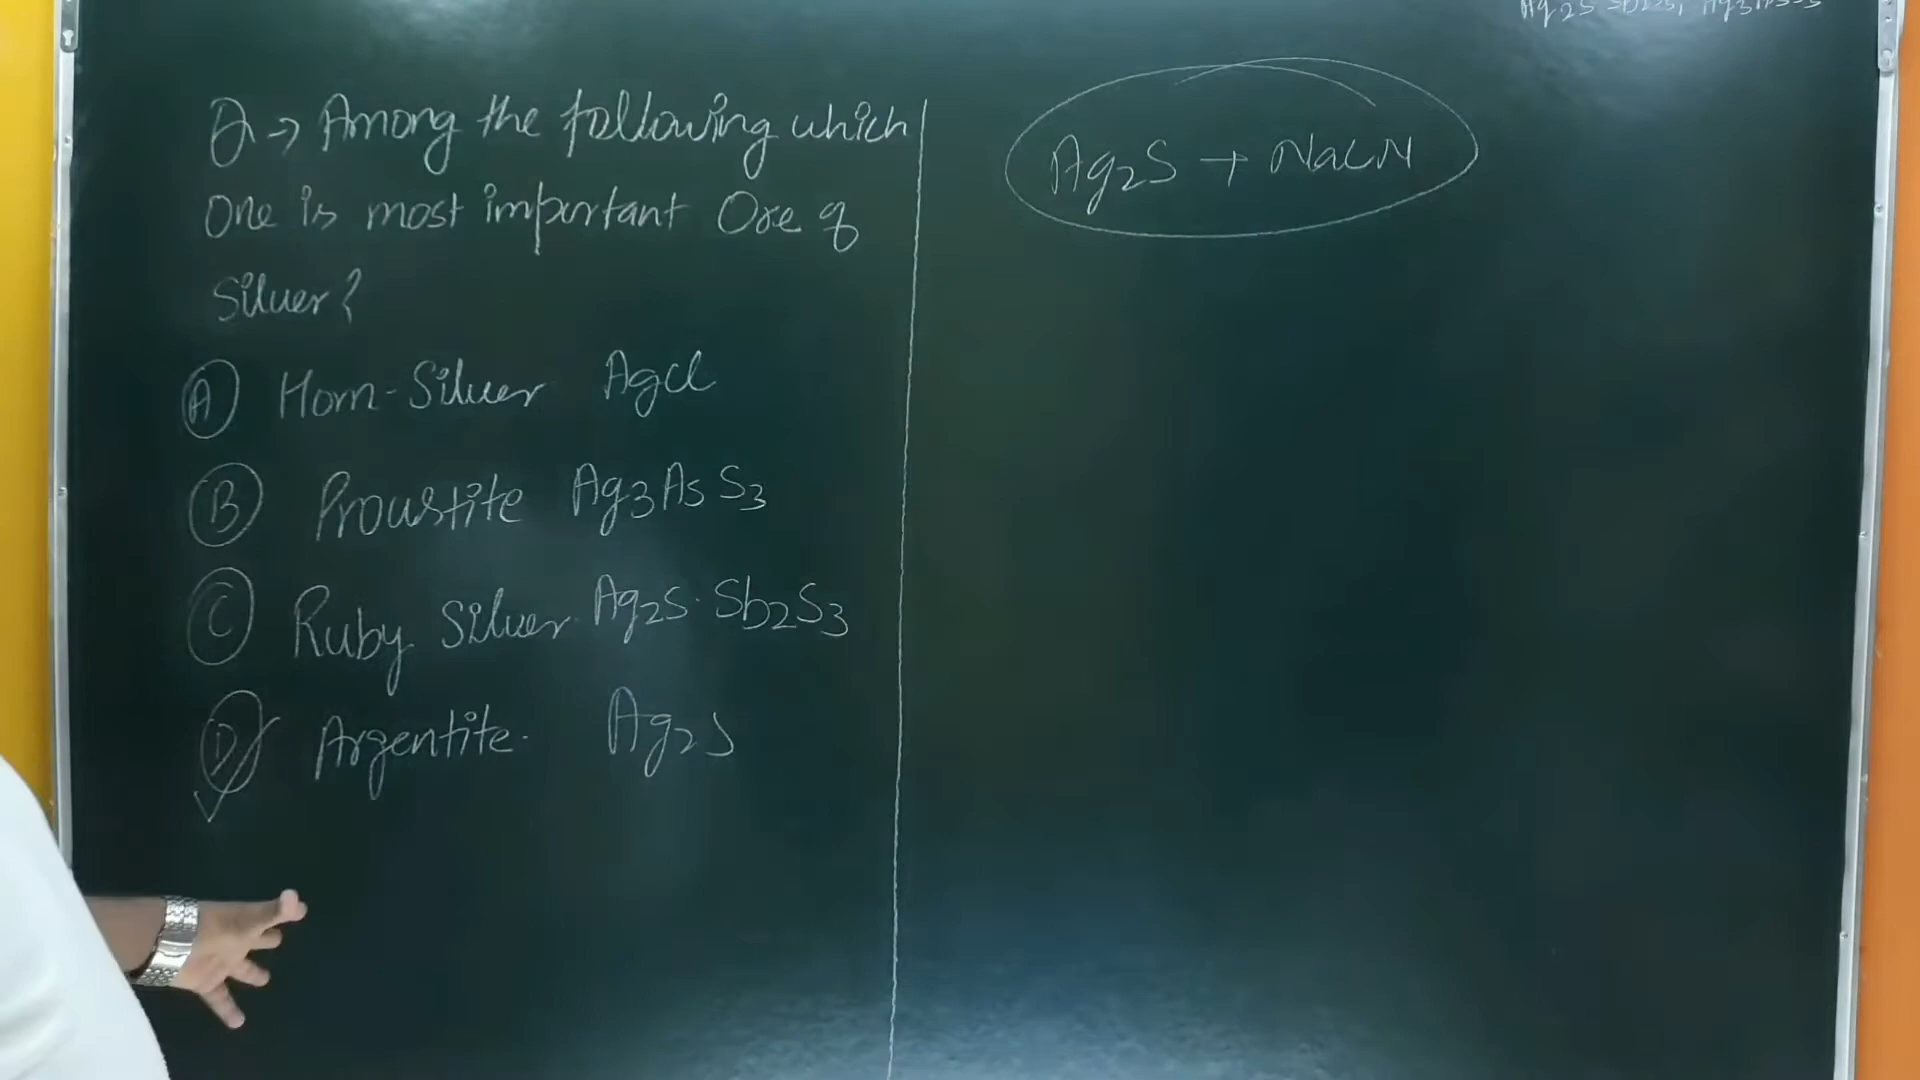 Q→ Among the following which
one is most important Ore of
Silver?
A Horn-Silver AgCl
B Proustite Ag3AsS3
C Ruby Silver Ag2S·Sb2S3
D Argentite Ag2S
Ag2S + NaCN